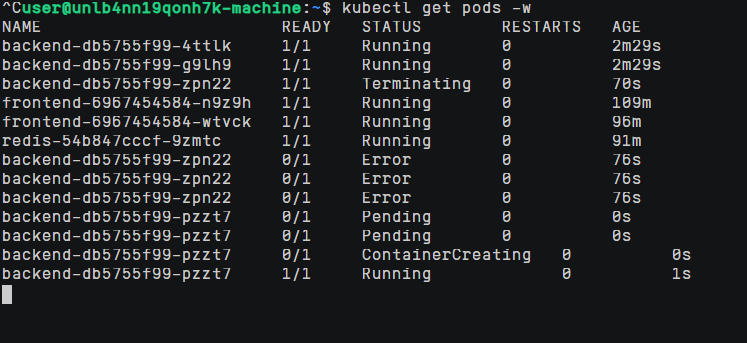 ^Cuser@unlb4nn19qonh7k-machine:~$ kubectl get pods -w
NAME READY STATUS RESTARTS AGE
backend-db5755f99-4ttlk 1/1 Running 0 2m29s
backend-db5755f99-g9lh9 1/1 Running 0 2m29s
backend-db5755f99-zpn22 1/1 Terminating 0 70s
frontend-6967454584-n9z9h 1/1 Running 0 109m
frontend-6967454584-wtvck 1/1 Running 0 96m
redis-54b847cccf-9zmtc 1/1 Running 0 91m
backend-db5755f99-zpn22 0/1 Error 0 76s
backend-db5755f99-zpn22 0/1 Error 0 76s
backend-db5755f99-zpn22 0/1 Error 0 76s
backend-db5755f99-pzzt7 0/1 Pending 0 0s
backend-db5755f99-pzzt7 0/1 Pending 0 0s
backend-db5755f99-pzzt7 0/1 ContainerCreating 0 0s
backend-db5755f99-pzzt7 1/1 Running 0 1s